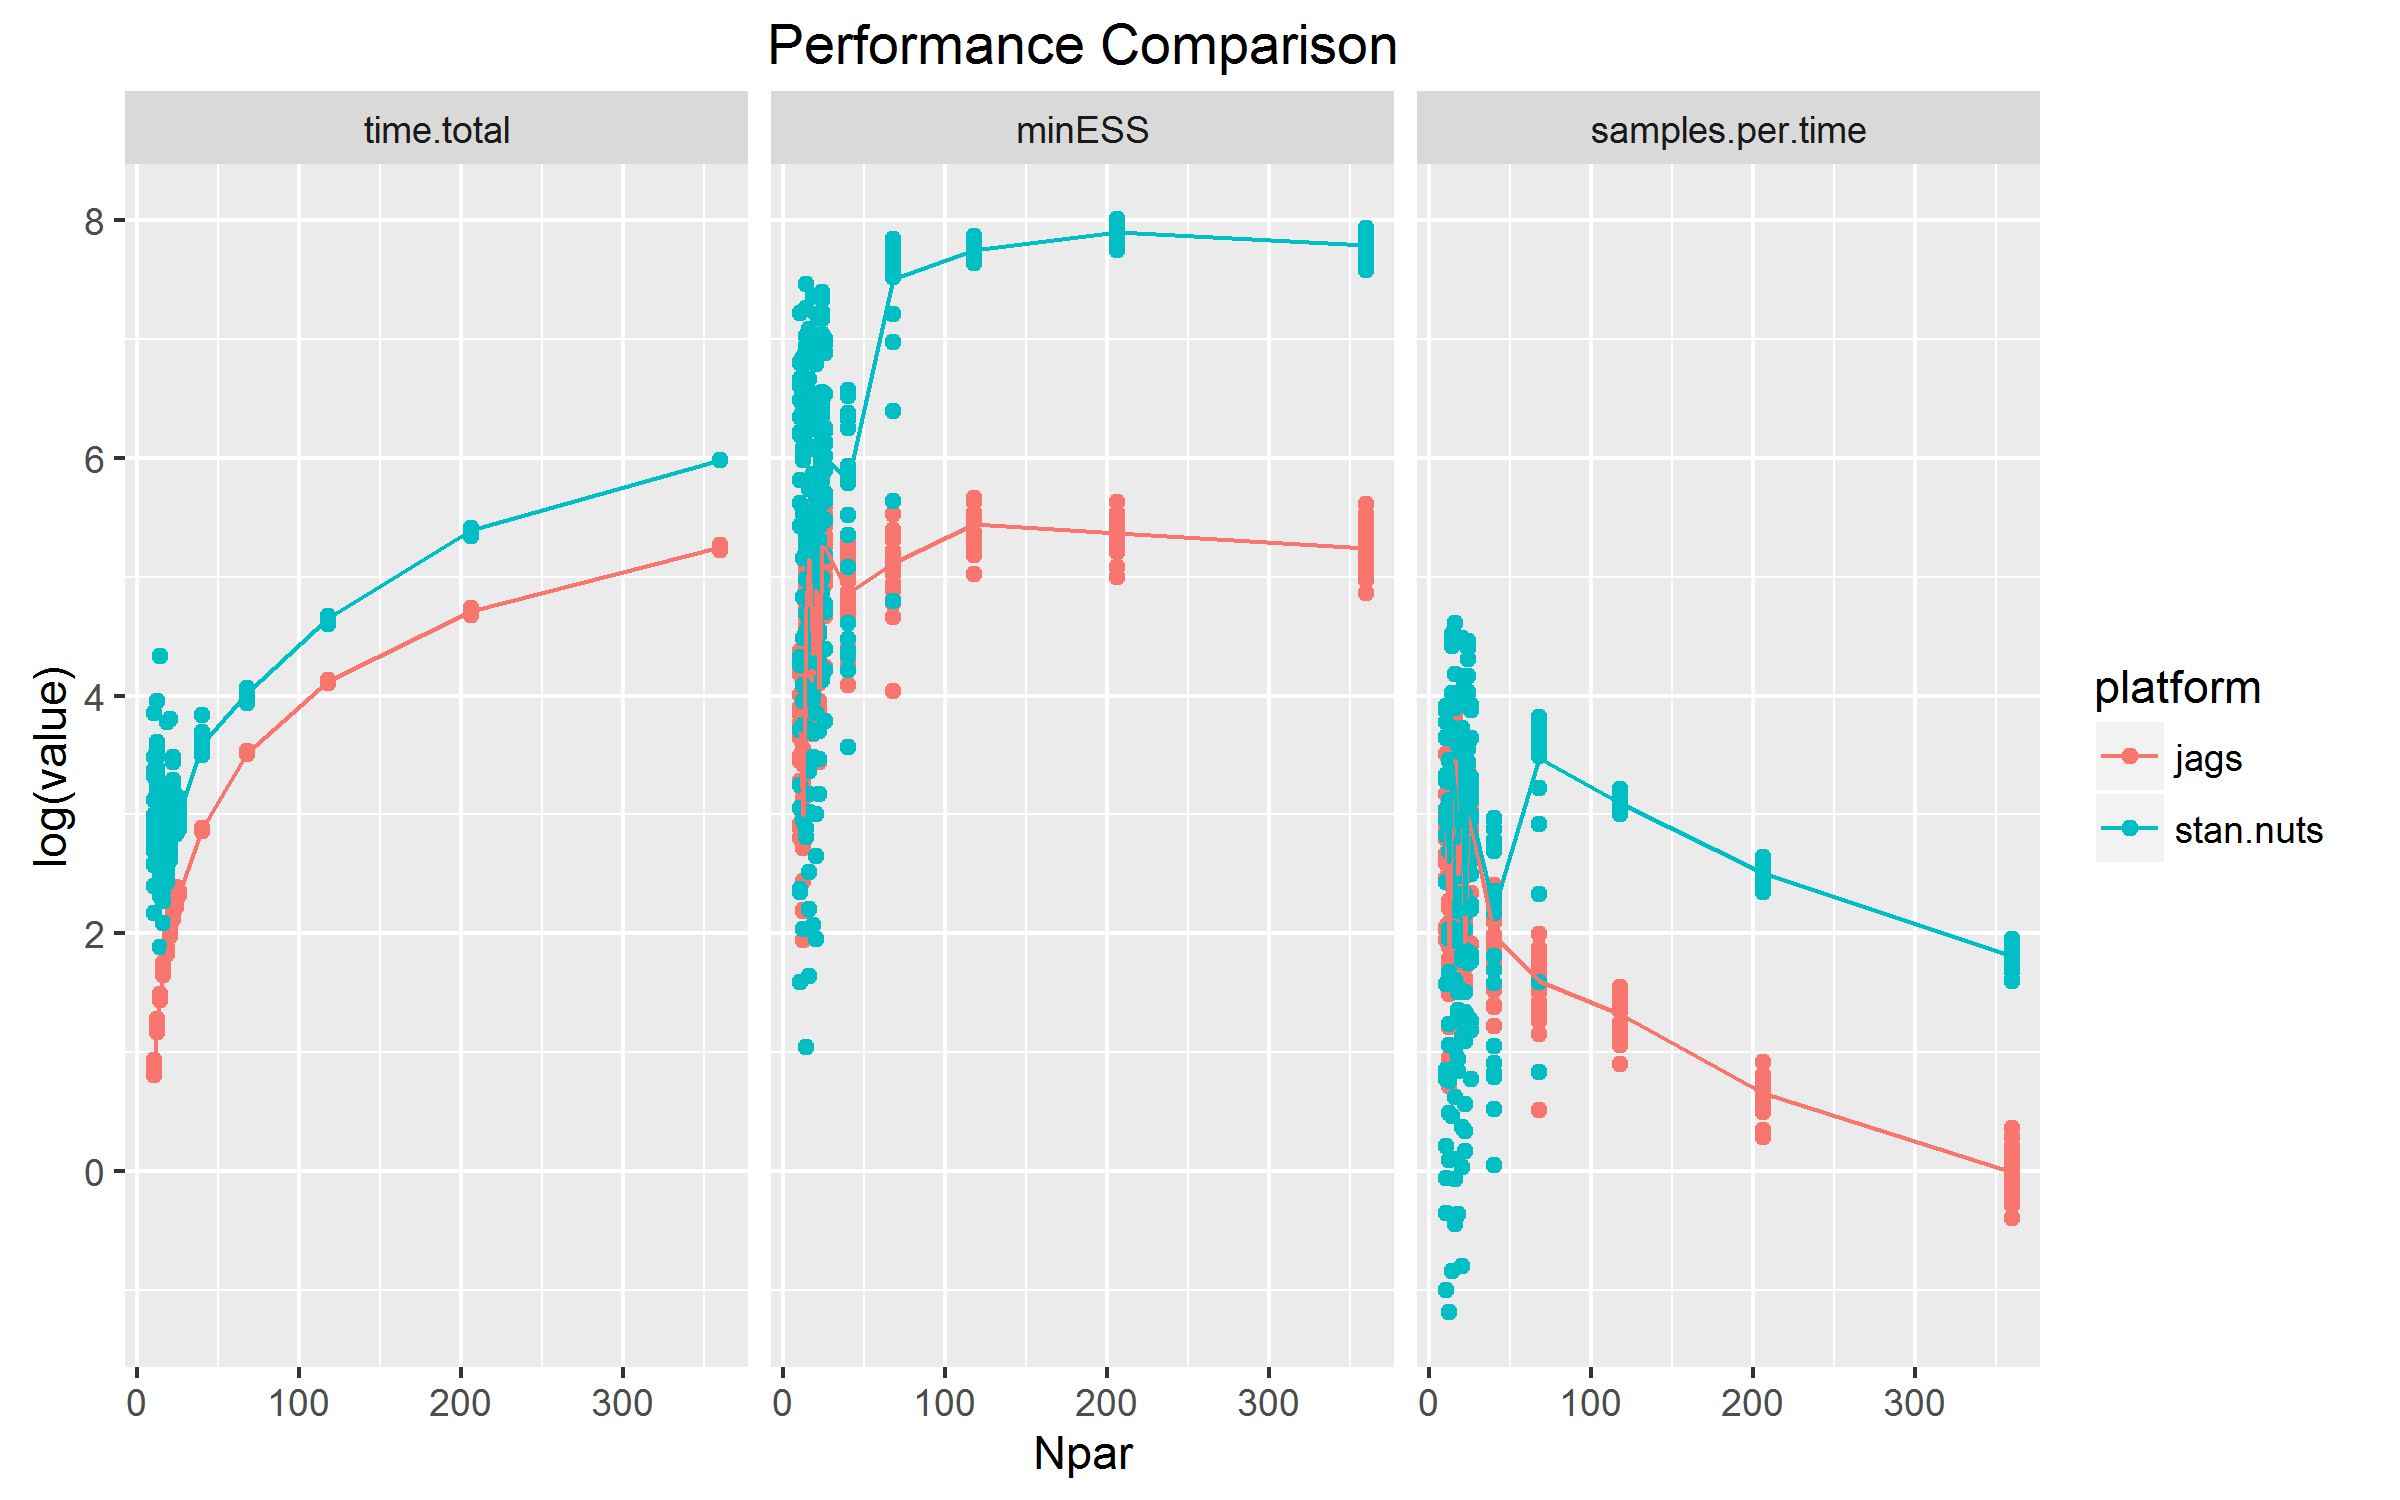 Performance Comparison
time.total minESS samples.per.time
log(value)
8
6
4
2
0
0 100 200 300 0 100 200 300 0 100 200 300
Npar
platform
jags
stan.nuts